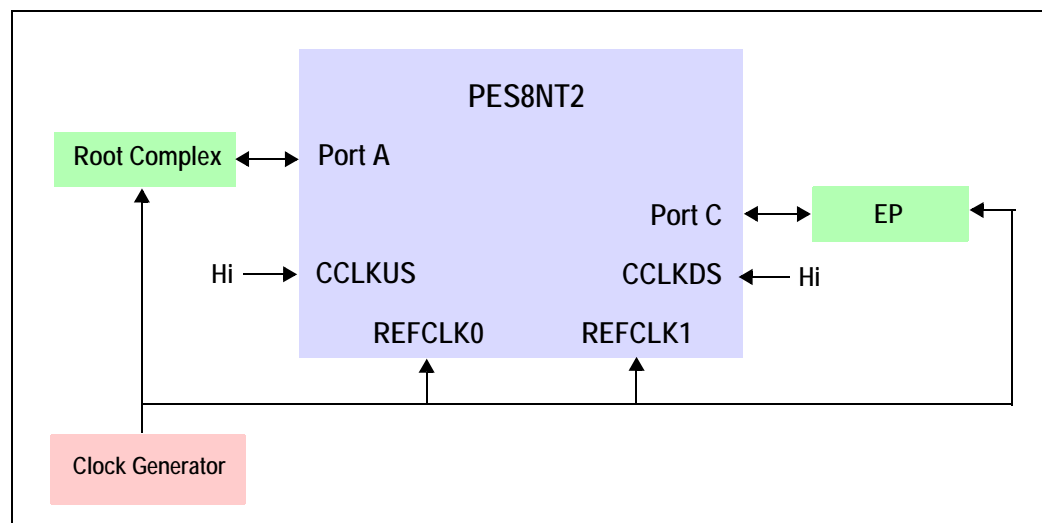 PES8NT2
Root Complex
Port A
Port C
EP
Hi
CCLKUS
CCLKDS
Hi
REFCLK0
REFCLK1
Clock Generator